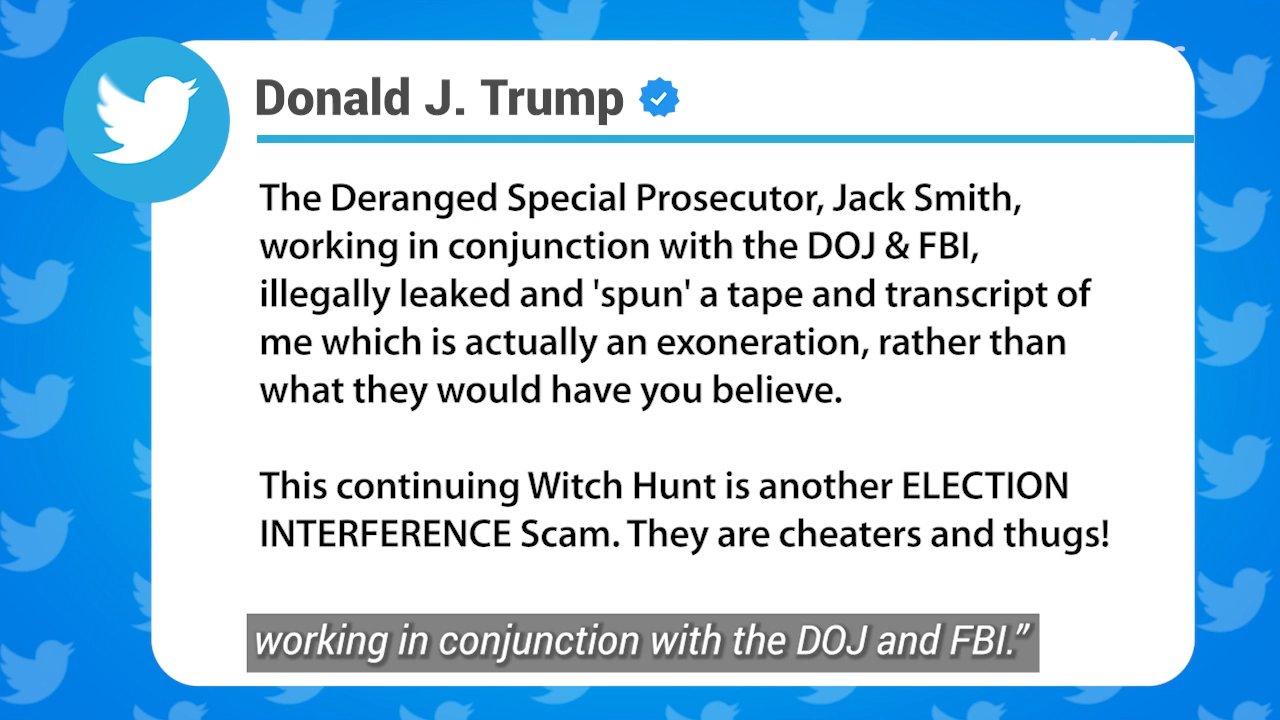 Donald J. Trump
The Deranged Special Prosecutor, Jack Smith,
working in conjunction with the DOJ & FBI,
illegally leaked and 'spun' a tape and transcript of
me which is actually an exoneration, rather than
what they would have you believe.
This continuing Witch Hunt is another ELECTION
INTERFERENCE Scam. They are cheaters and thugs!
working in conjunction with the DOJ and FBI.”